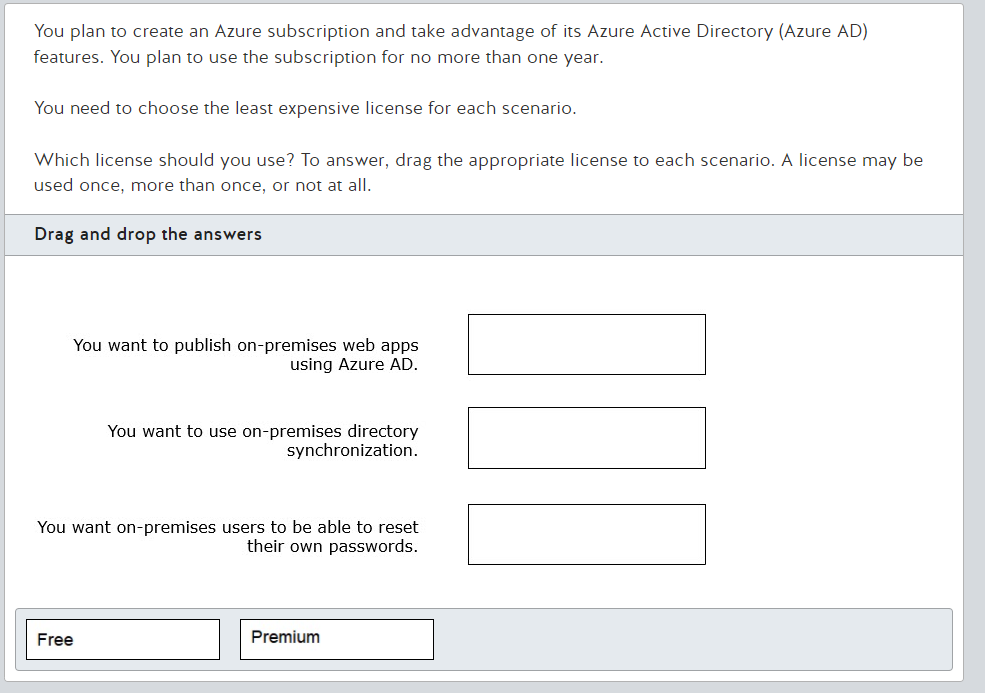 You plan to create an Azure subscription and take advantage of its Azure Active Directory (Azure AD)
features. You plan to use the subscription for no more than one year.
You need to choose the least expensive license for each scenario.
Which license should you use? To answer, drag the appropriate license to each scenario. A license may be
used once, more than once, or not at all.
Drag and drop the answers
You want to publish on-premises web apps
using Azure AD.
You want to use on-premises directory
synchronization.
You want on-premises users to be able to reset
their own passwords.
Free
Premium